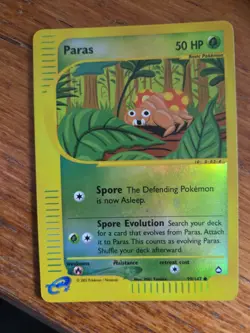 Paras
50 HP
Basic Pokémon
Spore The Defending Pokémon
is now Asleep.
Spore Evolution Search your deck
for a card that evolves from Paras. Attach
it to Paras. This counts as evolving Paras.
Shuffle your deck afterward.
weakness
resistance
retreat cost